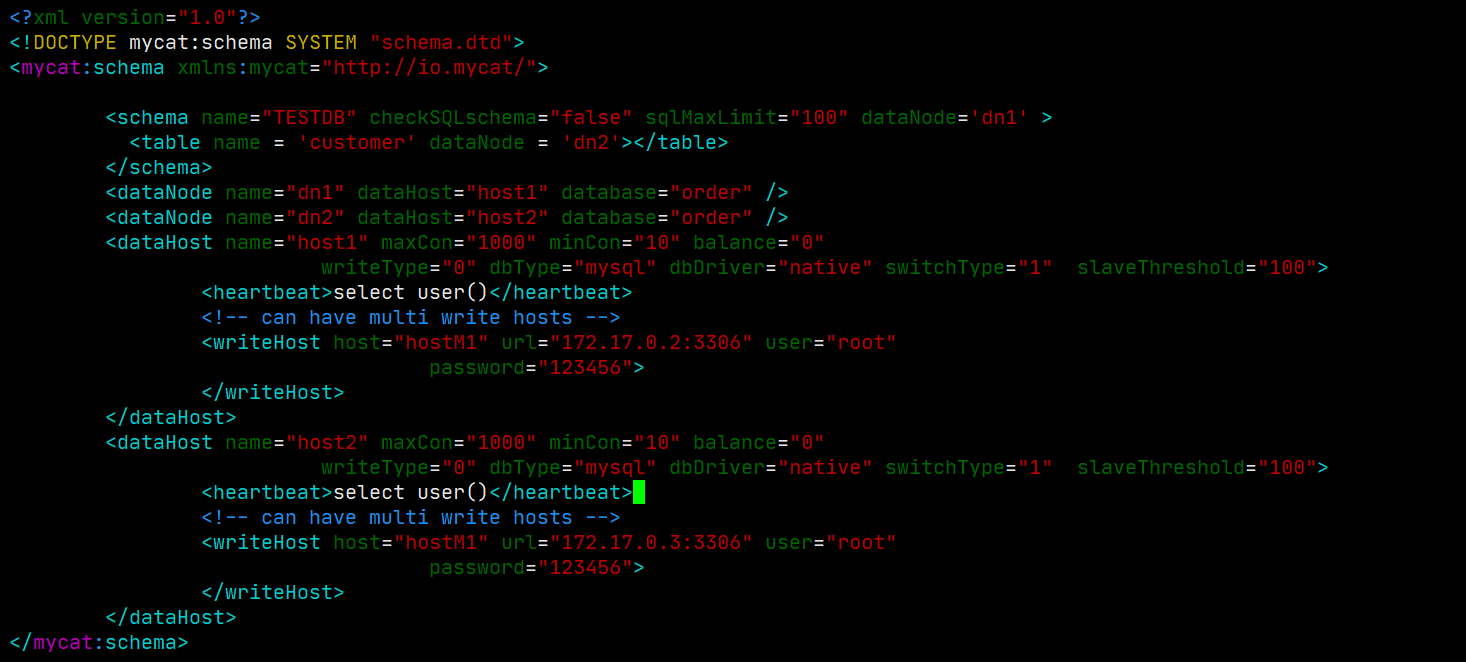 <?xml version="1.0"?>
<!DOCTYPE mycat:schema SYSTEM "schema.dtd">
<mycat:schema xmlns:mycat="http://io.mycat/">
<schema name="TESTDB" checkSQLschema="false" sqlMaxLimit="100" dataNode='dn1' >
<table name = 'customer' dataNode = 'dn2'></table>
</schema>
<dataNode name="dn1" dataHost="host1" database="order" />
<dataNode name="dn2" dataHost="host2" database="order" />
<dataHost name="host1" maxCon="1000" minCon="10" balance="0"
writeType="0" dbType="mysql" dbDriver="native" switchType="1"  slaveThreshold="100">
<heartbeat>select user()</heartbeat>
<!-- can have multi write hosts -->
<writeHost host="hostM1" url="172.17.0.2:3306" user="root"
password="123456">
</writeHost>
</dataHost>
<dataHost name="host2" maxCon="1000" minCon="10" balance="0"
writeType="0" dbType="mysql" dbDriver="native" switchType="1"  slaveThreshold="100">
<heartbeat>select user()</heartbeat>
<!-- can have multi write hosts -->
<writeHost host="hostM1" url="172.17.0.3:3306" user="root"
password="123456">
</writeHost>
</dataHost>
</mycat:schema>